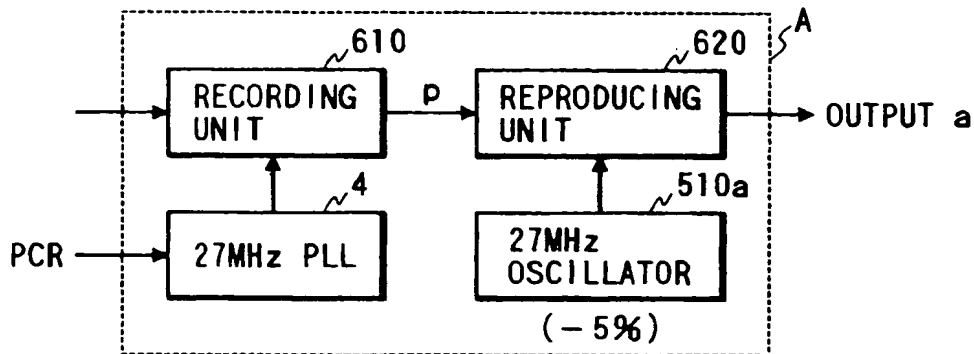 A
610
620
RECORDING
UNIT
p
REPRODUCING
UNIT
OUTPUT a
4
510a
PCR
27MHz PLL
27MHz
OSCILLATOR
(-5%)